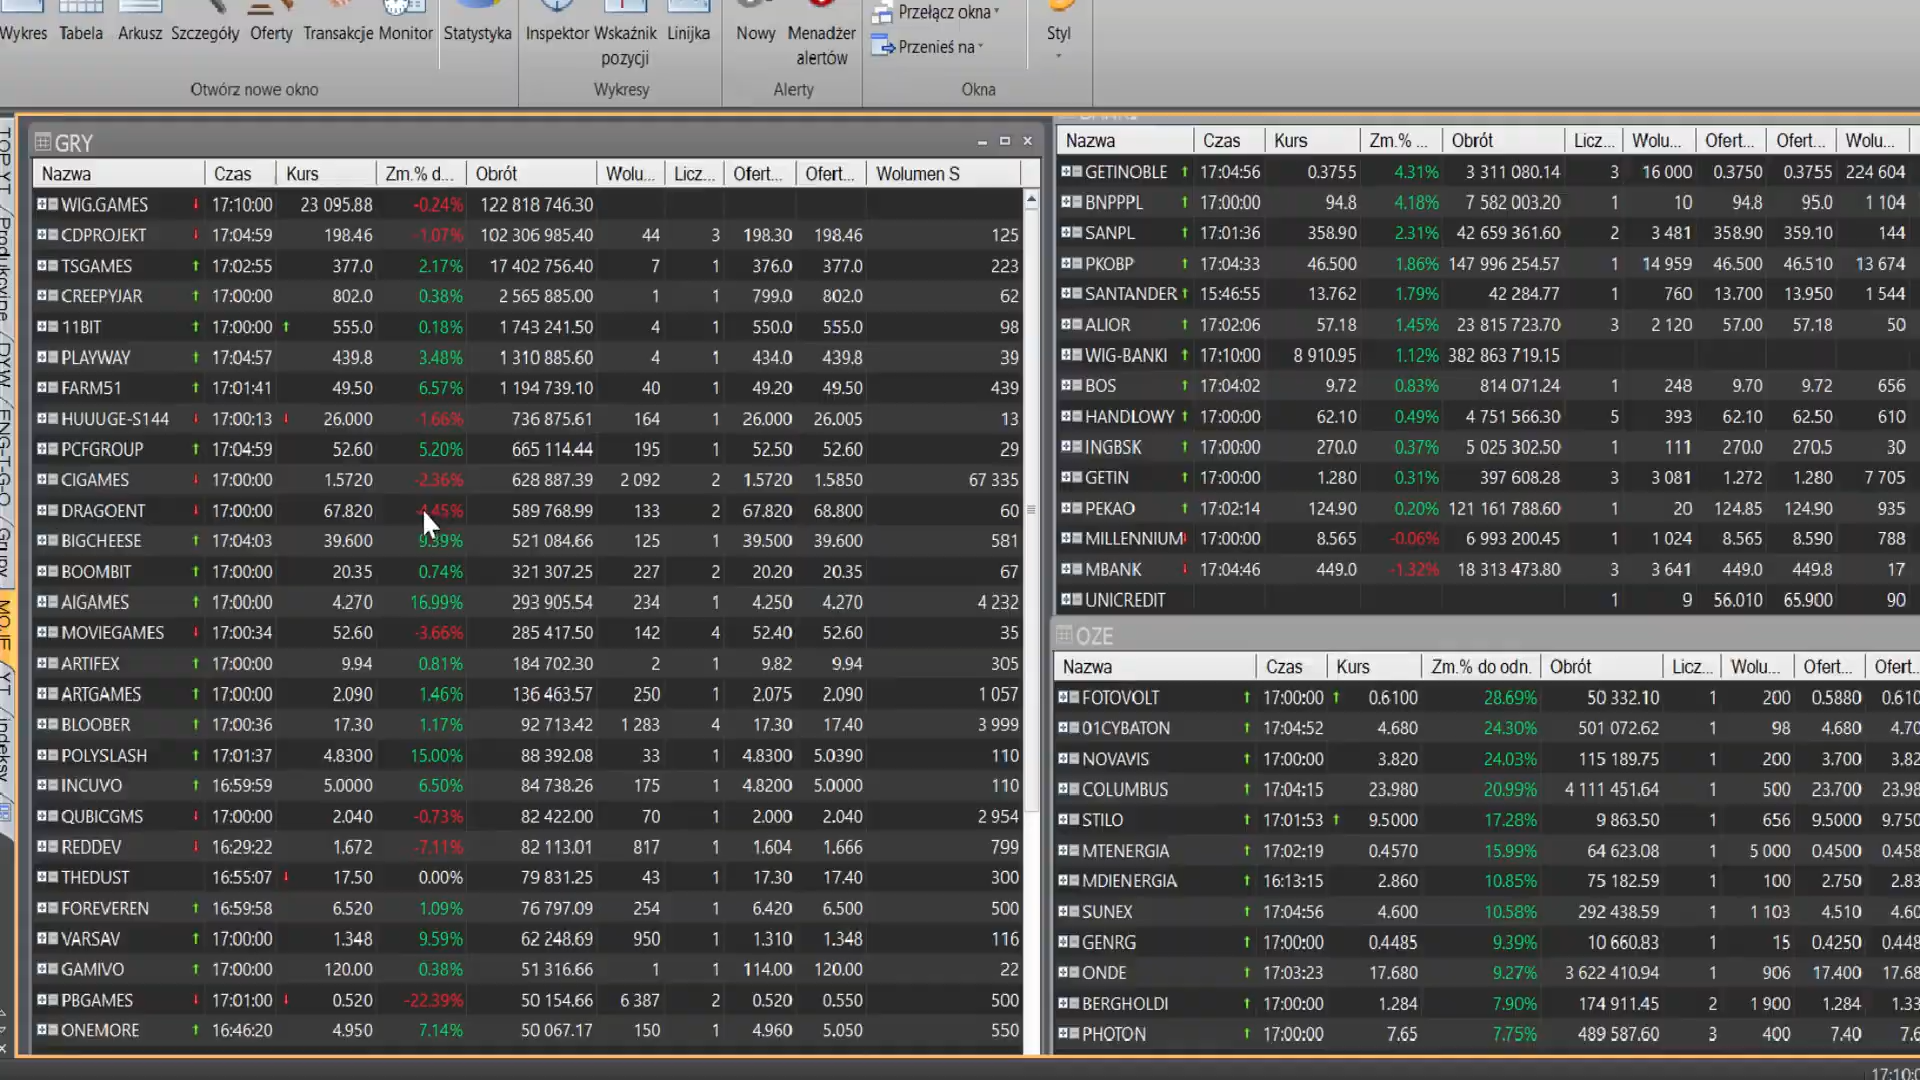 Wykres Tabela Arkusz Szczegóły Oferty Transakcje Monitor Statystyka Inspektor Wskaźnik pozycji Linijka Nowy Menadżer alertów Przełącz okna Przenieś na Styl
Otwórz nowe okno Wykresy Alerty Okna
TOP YT
Produkcyjne
Grupy
MOJE
YT
indeksy
GRY
Nazwa Czas Kurs Zm.% d... Obrót Wolu... Licz... Ofert... Ofert... Wolumen S
WIG.GAMES 17:10:00 23 095.88 -0.24% 122 818 746.30
CDPROJEKT 17:04:59 198.46 -1.07% 102 306 985.40 44 3 198.30 198.46 125
TSGAMES 17:02:55 377.0 2.17% 17 402 756.40 7 1 376.0 377.0 223
CREEPYJAR 17:00:00 802.0 0.38% 2 565 885.00 1 1 799.0 802.0 62
11BIT 17:00:00 555.0 0.18% 1 743 241.50 4 1 550.0 555.0 98
PLAYWAY 17:04:57 439.8 3.48% 1 310 885.60 4 1 434.0 439.8 39
FARM51 17:01:41 49.50 6.57% 1 194 739.10 40 1 49.20 49.50 439
HUUUGE-S144 17:00:13 26.000 -1.66% 736 875.61 164 1 26.000 26.005 13
PCFGROUP 17:04:59 52.60 5.20% 665 114.44 195 1 52.50 52.60 29
CIGAMES 17:00:00 1.5720 -2.36% 628 887.39 2 092 2 1.5720 1.5850 67 335
DRAGOENT 17:00:00 67.820 589 768.99 133 2 67.820 68.800 60
BIGCHEESE 17:04:03 39.600 9.39% 521 084.66 125 1 39.500 39.600 581
BOOMBIT 17:00:00 20.35 0.74% 321 307.25 227 2 20.20 20.35 67
AIGAMES 17:00:00 4.270 16.99% 293 905.54 234 1 4.250 4.270 4 232
MOVIEGAMES 17:00:34 52.60 -3.66% 285 417.50 142 4 52.40 52.60 35
ARTIFEX 17:00:00 9.94 0.81% 184 702.30 2 1 9.82 9.94 305
ARTGAMES 17:00:00 2.090 1.46% 136 463.57 250 1 2.075 2.090 1 057
BLOOBER 17:00:36 17.30 1.17% 92 713.42 1 283 4 17.30 17.40 3 999
POLYSLASH 17:01:37 4.8300 15.00% 88 392.08 33 1 4.8300 5.0390 110
INCUVO 16:59:59 5.0000 6.50% 84 738.26 175 1 4.8200 5.0000 110
QUBICGMS 17:00:00 2.040 -0.73% 82 422.00 70 1 2.000 2.040 2 954
REDDEV 16:29:22 1.672 -7.11% 82 113.01 817 1 1.604 1.666 799
THEDUST 16:55:07 17.50 0.00% 79 831.25 43 1 17.30 17.40 300
FOREVEREN 16:59:58 6.520 1.09% 76 797.09 254 1 6.420 6.500 500
VARSAV 17:00:00 1.348 9.59% 62 248.69 950 1 1.310 1.348 116
GAMIVO 17:00:00 120.00 0.38% 51 316.66 1 1 114.00 120.00 22
PBGAMES 17:01:00 0.520 -22.39% 50 154.66 6 387 2 0.520 0.550 500
ONEMORE 16:46:20 4.950 7.14% 50 067.17 150 1 4.960 5.050 550
Nazwa Czas Kurs Zm.% ... Obrót Licz... Wolu... Ofert... Ofert... Wolu...
GETINOBLE 17:04:56 0.3755 4.31% 3 311 080.14 3 16 000 0.3750 0.3755 224 604
BNPPPL 17:00:00 94.8 4.18% 7 582 003.20 1 10 94.8 95.0 1 104
SANPL 17:01:36 358.90 2.31% 42 659 361.60 2 3 481 358.90 359.10 144
PKOBP 17:04:33 46.500 1.86% 147 996 254.57 1 14 959 46.500 46.510 13 674
SANTANDER 15:46:55 13.762 1.79% 42 284.77 1 760 13.700 13.950 1 544
ALIOR 17:02:06 57.18 1.45% 23 815 723.70 3 2 120 57.00 57.18 50
WIG-BANKI 17:10:00 8 910.95 1.12% 382 863 719.15
BOS 17:04:02 9.72 0.83% 814 071.24 1 248 9.70 9.72 656
HANDLOWY 17:00:00 62.10 0.49% 4 751 566.30 5 393 62.10 62.50 610
INGBSK 17:00:00 270.0 0.37% 5 025 302.50 1 111 270.0 270.5 30
GETIN 17:00:00 1.280 0.31% 397 608.28 3 3 081 1.272 1.280 7 705
PEKAO 17:02:14 124.90 0.20% 121 161 788.60 1 20 124.85 124.90 935
MILLENNIUM 17:00:00 8.565 -0.06% 6 993 200.45 1 1 024 8.565 8.590 788
MBANK 17:04:46 449.0 -1.32% 18 313 473.80 3 3 641 449.0 449.8 17
UNICREDIT 1 9 56.010 65.900 90
OZE
Nazwa Czas Kurs Zm.% do odn. Obrót Licz... Wolu... Ofert... Ofert...
FOTOVOLT 17:00:00 0.6100 28.69% 50 332.10 1 200 0.5880 0.610
01CYBATON 17:04:52 4.680 24.30% 501 072.62 1 98 4.680 4.70
NOVAVIS 17:00:00 3.820 24.03% 115 189.75 1 200 3.700 3.82
COLUMBUS 17:04:15 23.980 20.99% 4 111 451.64 1 500 23.700 23.98
STILO 17:01:53 9.5000 17.28% 9 863.50 1 656 9.5000 9.750
MTENERGIA 17:02:19 0.4570 15.99% 64 623.08 1 5 000 0.4500 0.458
MDIENERGIA 16:13:15 2.860 10.85% 75 182.59 1 100 2.750 2.83
SUNEX 17:04:56 4.600 10.58% 292 438.59 1 1 103 4.510 4.60
GENRG 17:00:00 0.4485 9.39% 10 660.83 1 15 0.4250 0.448
ONDE 17:03:23 17.680 9.27% 3 622 410.94 1 906 17.400 17.68
BERGHOLDI 17:00:00 1.284 7.90% 174 911.45 2 1 900 1.284 1.33
PHOTON 17:00:00 7.65 7.75% 489 587.60 3 400 7.40 7.6
17:10:0